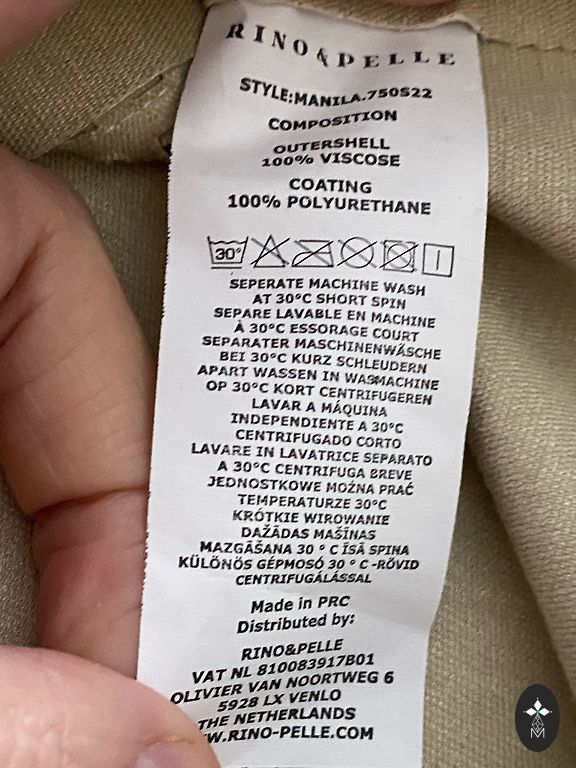 RINO&PELLE
STYLE:MANILA.750S22
COMPOSITION
OUTERSHELL
100% VISCOSE
COATING
100% POLYURETHANE
30°
SEPERATE MACHINE WASH
AT 30°C SHORT SPIN
SEPARE LAVABLE EN MACHINE
À 30°C ESSORAGE COURT
SEPARATER MASCHINENWÄSCHE
BEI 30°C KURZ SCHLEUDERN
APART WASSEN IN WASMACHINE
OP 30°C KORT CENTRIFUGEREN
LAVAR A MÁQUINA
INDEPENDIENTE A 30°C
CENTRIFUGADO CORTO
LAVARE IN LAVATRICE SEPARATO
A 30°C CENTRIFUGA BREVE
JEDNOSTKOWE MOŻNA PRAĆ
TEMPERATURZE 30°C
KRÓTKIE WIROWANIE
DAŽĀDAS MAŠĪNAS
MAZGĀŠANA 30 ° C ĪSĀ SPINA
KÜLÖNÖS GÉPMOSÓ 30 ° C -RÖVID
CENTRIFUGÁLÁSSAL
Made in PRC
Distributed by:
RINO&PELLE
VAT NL 810083917B01
OLIVIER VAN NOORTWEG 6
5928 LX VENLO
THE NETHERLANDS
W.RINO-PELLE.COM
M